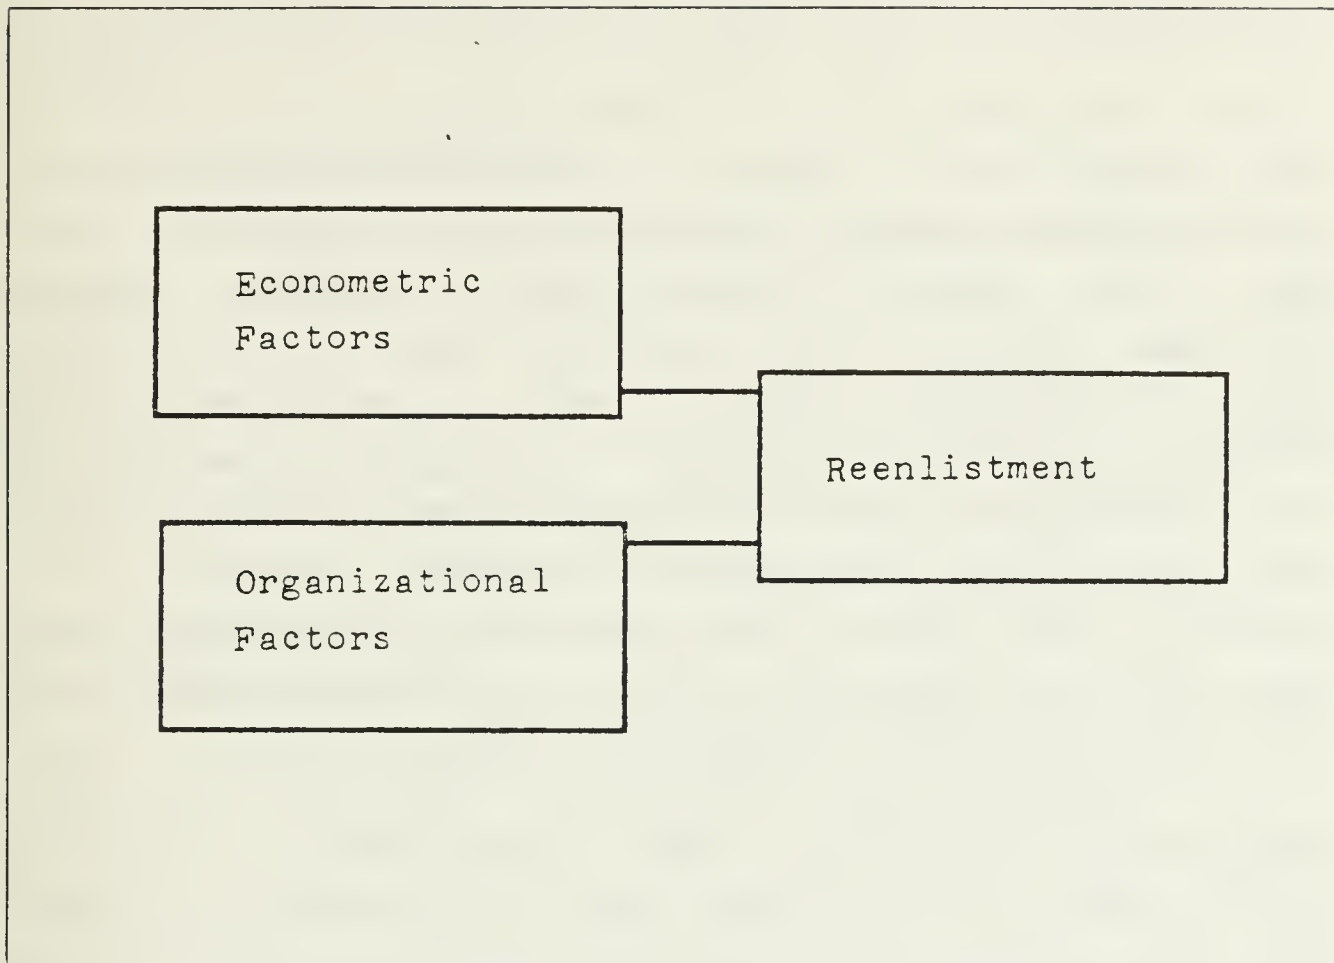 Econometric
Factors
Reenlistment
Organizational
Factors